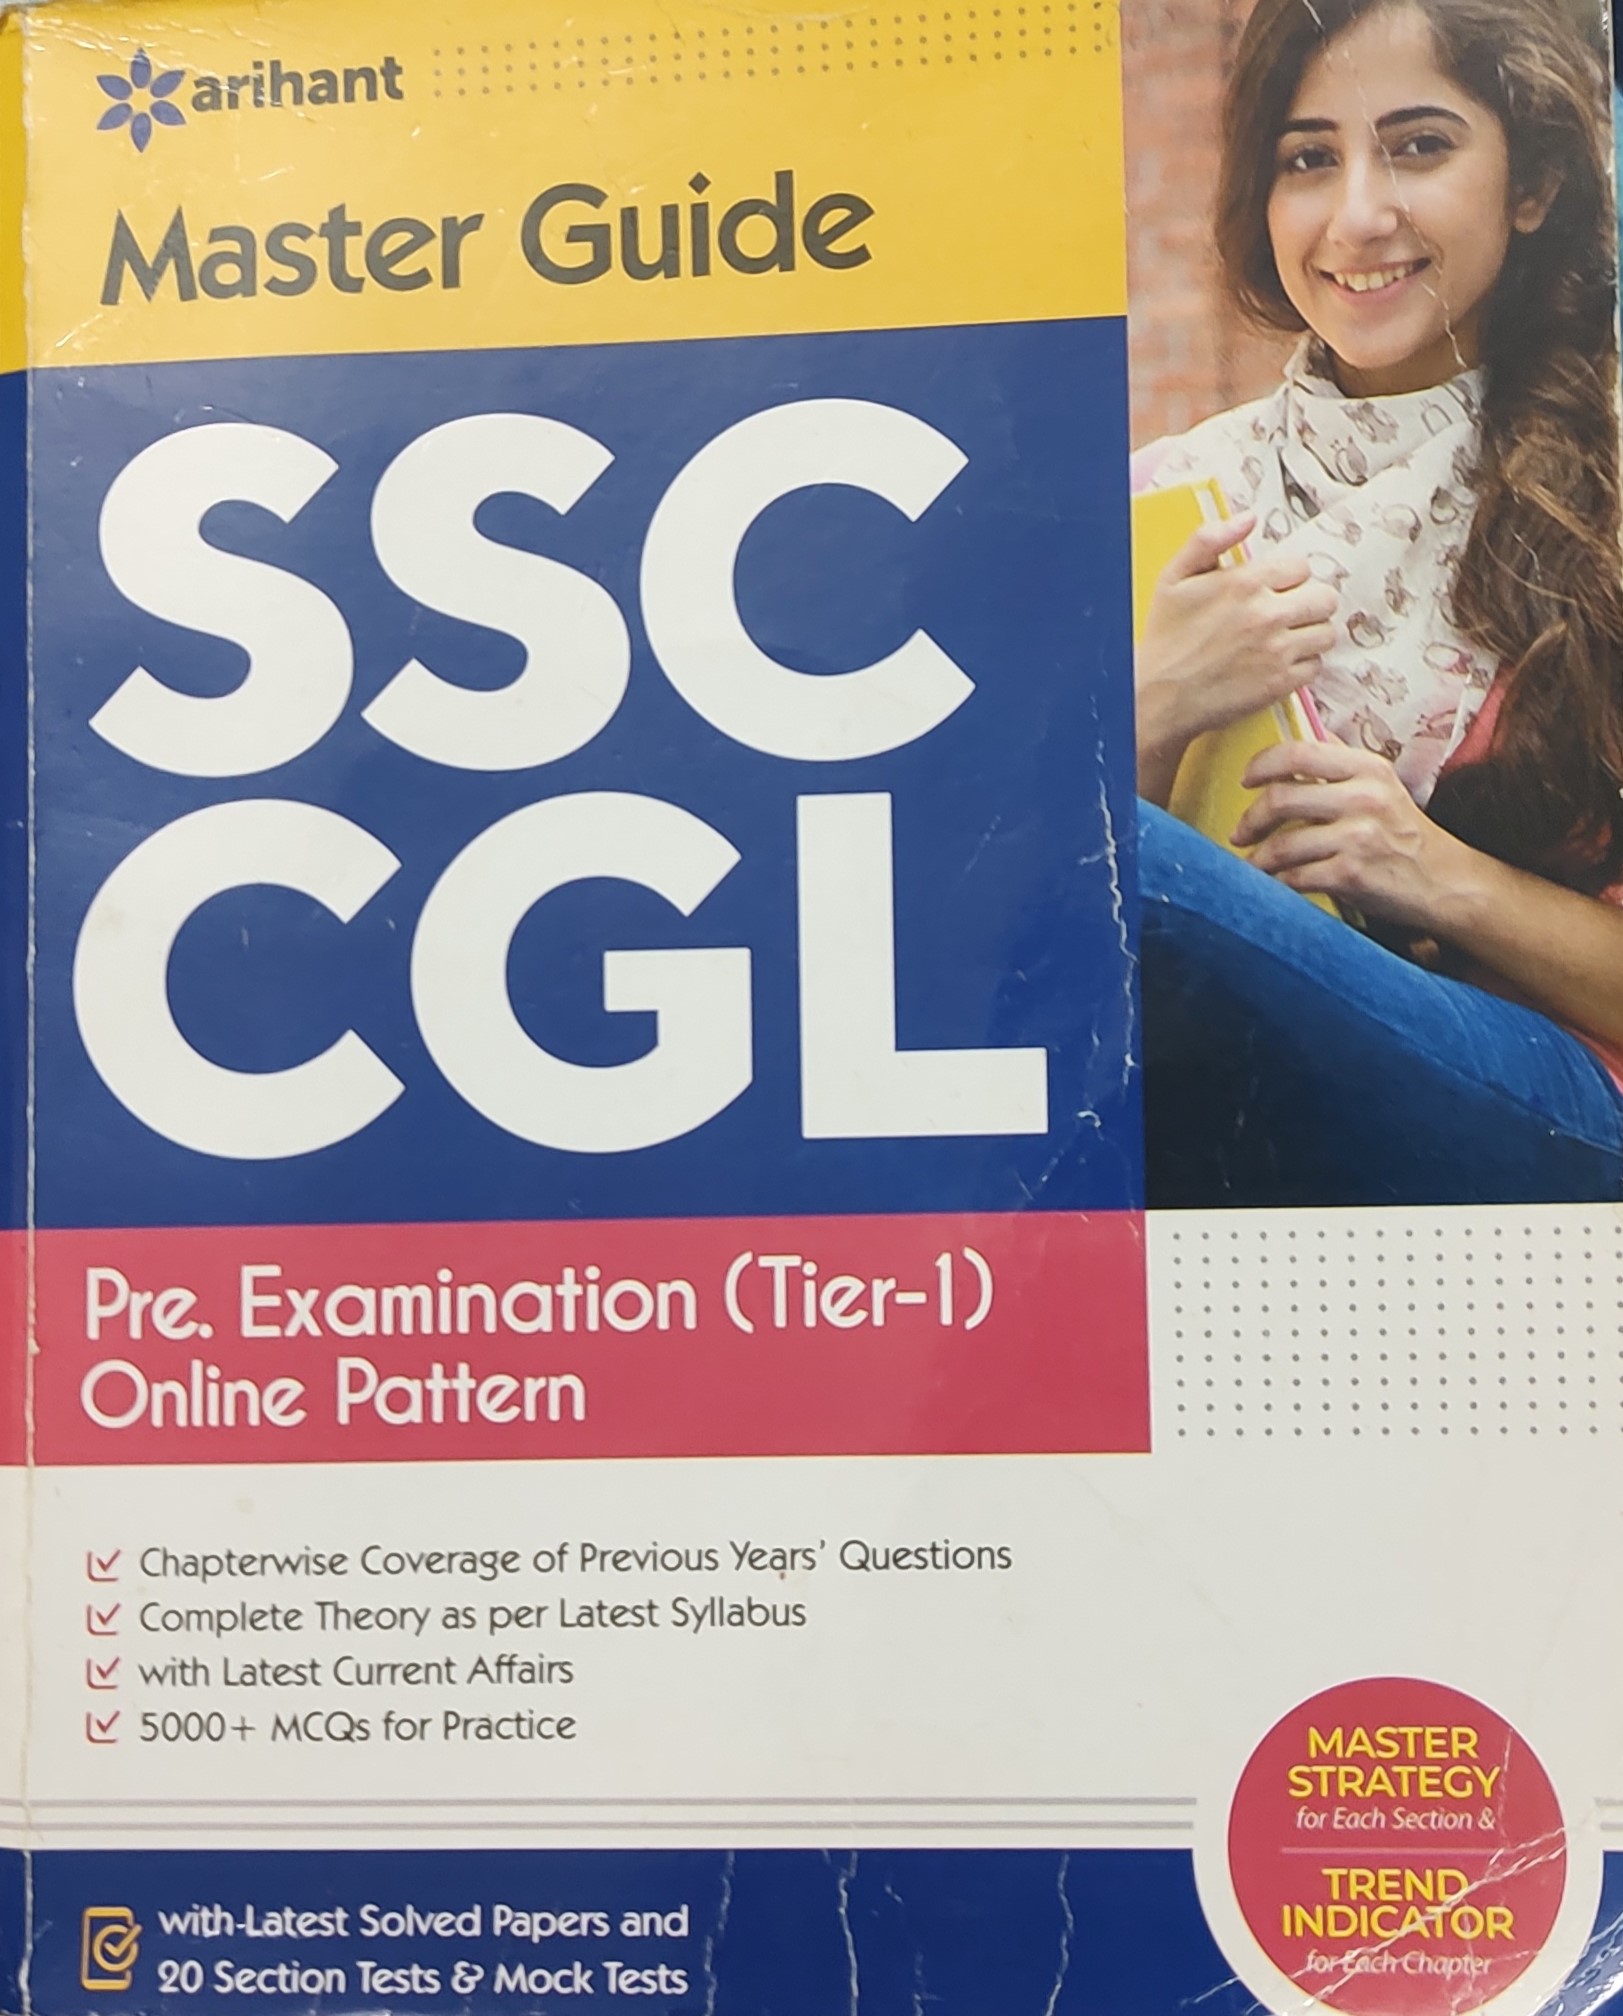 arihant
Master Guide
SSC
CGL
Pre. Examination (Tier-1)
Online Pattern
Chapterwise Coverage of Previous Years' Questions
Complete Theory as per Latest Syllabus
with Latest Current Affairs
5000+ MCQs for Practice
MASTER
STRATEGY
for Each Section &
TREND
INDICATOR
for Each Chapter
with Latest Solved Papers and
20 Section Tests & Mock Tests